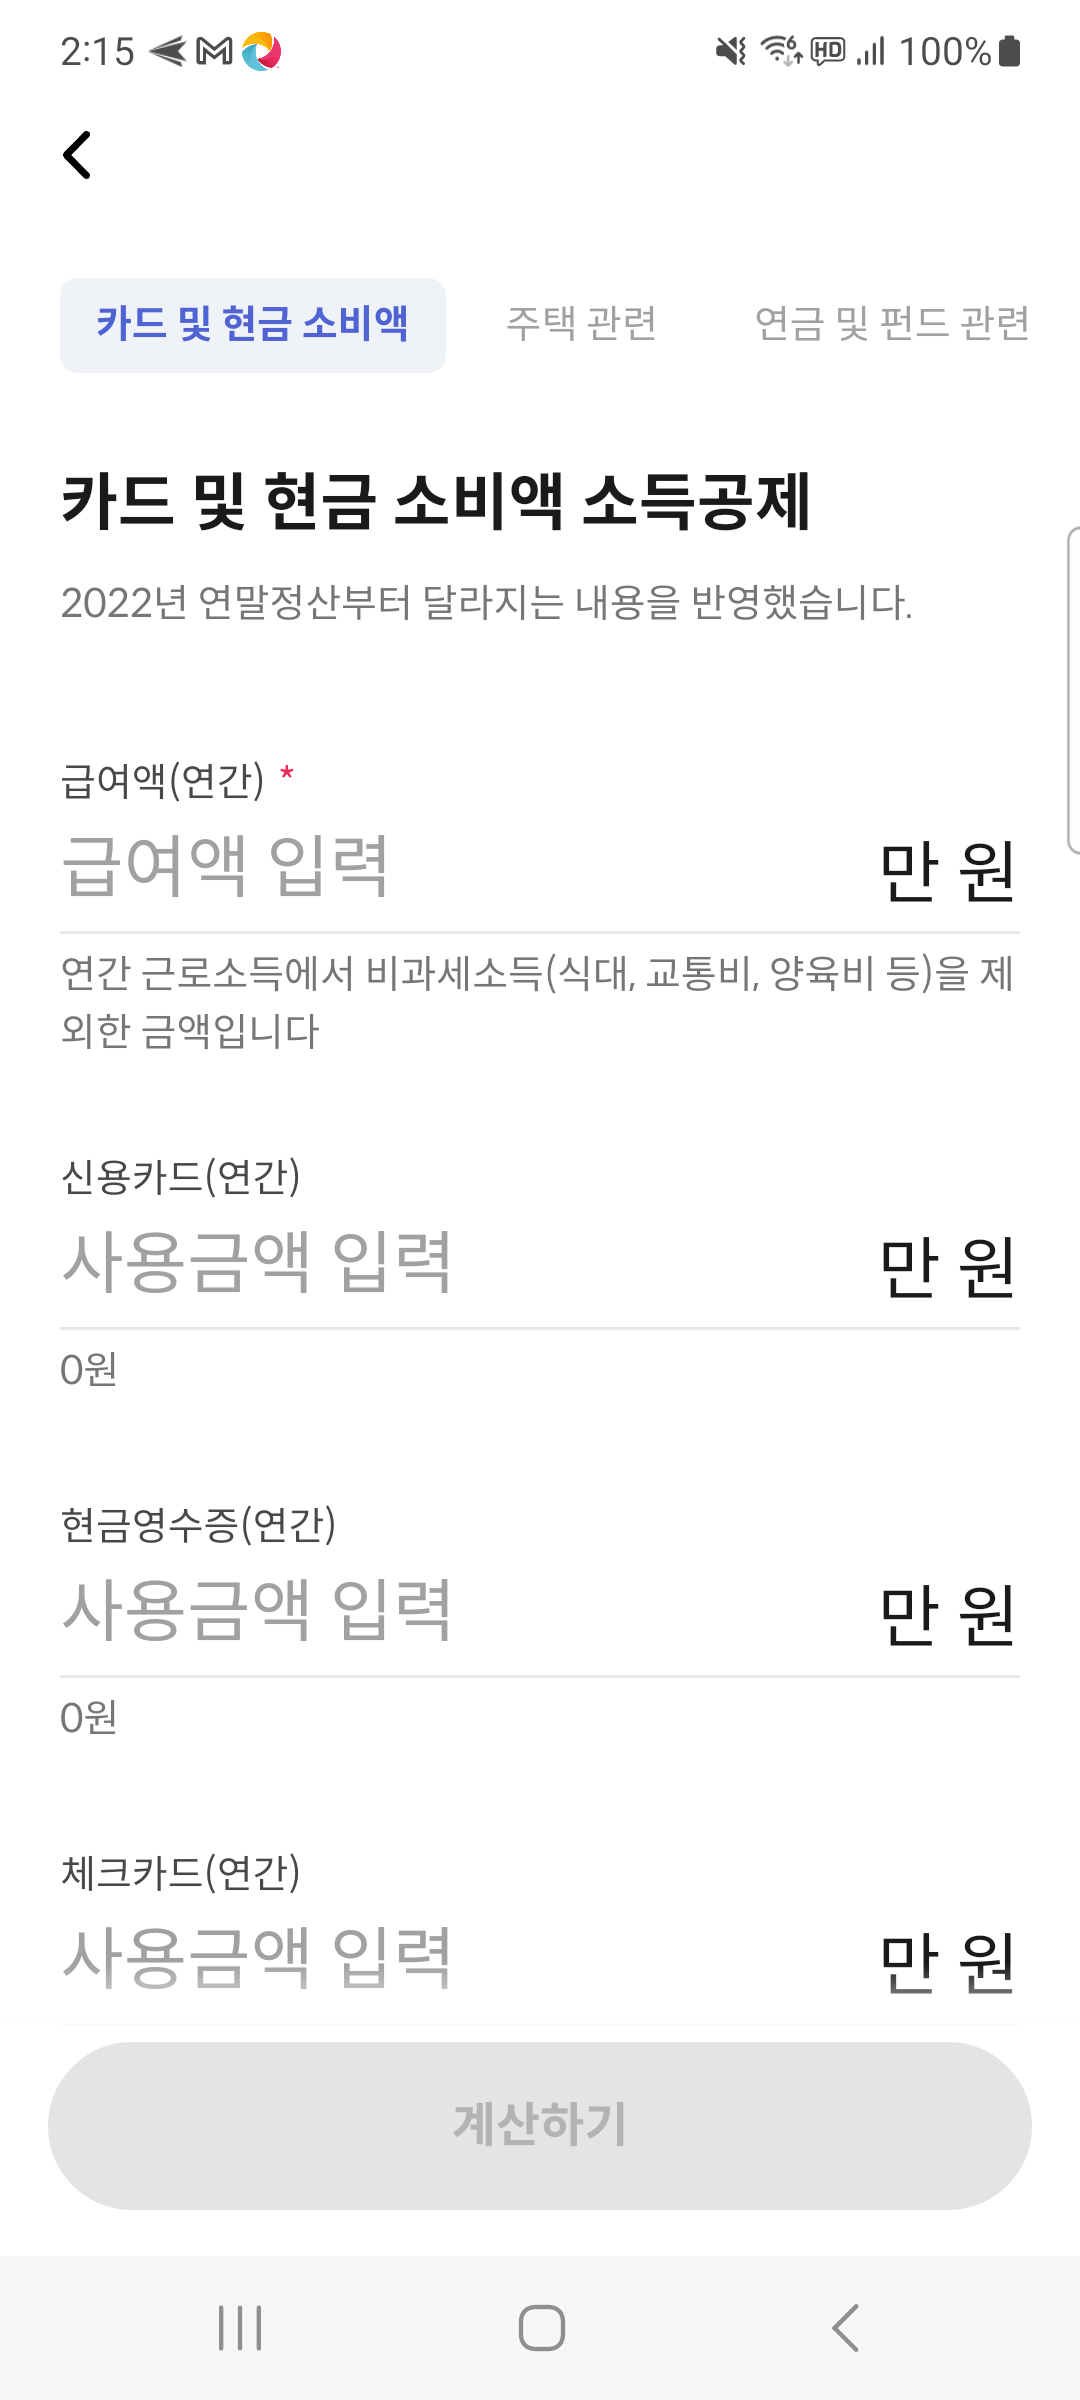 2:15
HD 100%
카드 및 현금 소비액 주택 관련 연금 및 펀드 관련
카드 및 현금 소비액 소득공제
2022년 연말정산부터 달라지는 내용을 반영했습니다.
급여액(연간) *
급여액 입력 만 원
연간 근로소득에서 비과세소득(식대, 교통비, 양육비 등)을 제
외한 금액입니다
신용카드(연간)
사용금액 입력 만 원
0원
현금영수증(연간)
사용금액 입력 만 원
0원
체크카드(연간)
사용금액 입력 만 원
계산하기